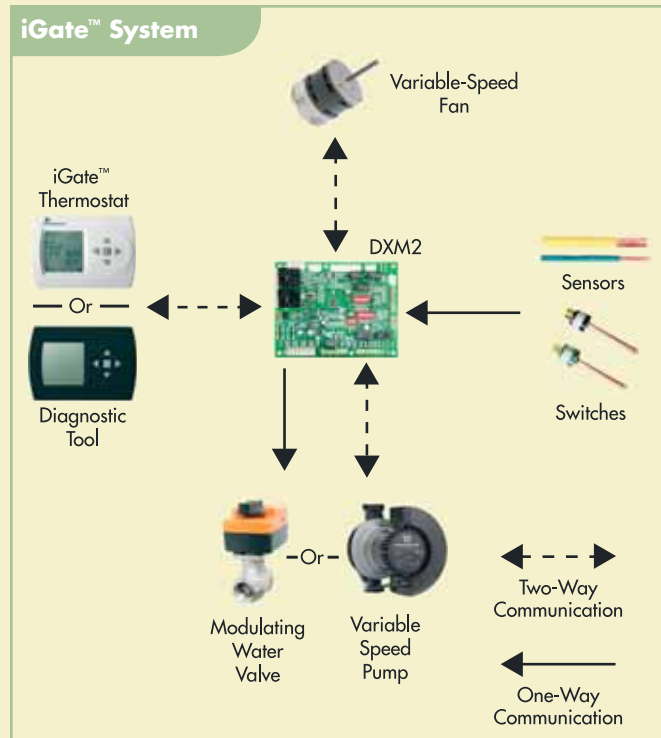 iGate™ System
Variable-Speed
Fan
iGate™
Thermostat
Or
Diagnostic
Tool
DXM2
Sensors
Switches
Or
Modulating
Water
Valve
Variable
Speed
Pump
Two-Way
Communication
One-Way
Communication